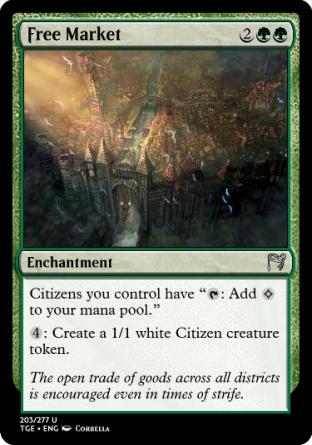 Free Market 2
Enchantment
Citizens you control have “: Add
to your mana pool.”
4: Create a 1/1 white Citizen creature
token.
The open trade of goods across all districts
is encouraged even in times of strife.
203/277 U
TGE • ENG CORBELLA